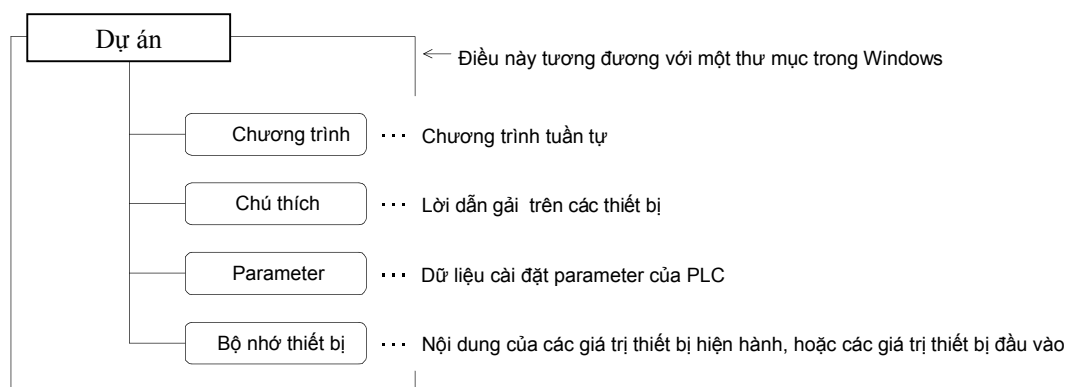 Dự án
Điều này tương đương với một thư mục trong Windows
Chương trình ··· Chương trình tuần tự
Chú thích ··· Lời dẫn gải trên các thiết bị
Parameter ··· Dữ liệu cài đặt parameter của PLC
Bộ nhớ thiết bị ··· Nội dung của các giá trị thiết bị hiện hành, hoặc các giá trị thiết bị đầu vào